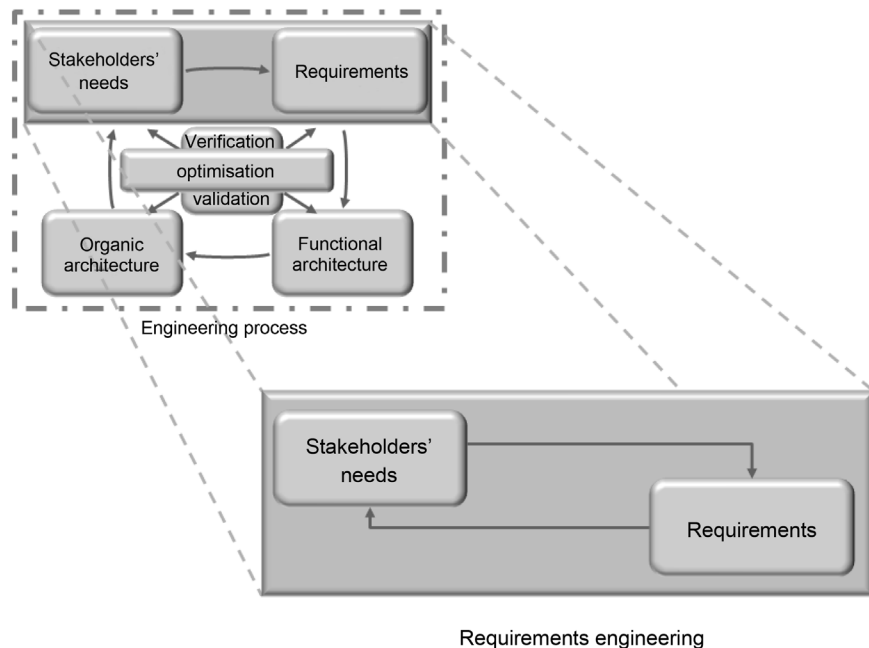 Stakeholders'
needs
Requirements
Verification
optimisation
validation
Organic
architecture
Functional
architecture
Engineering process
Stakeholders'
needs
Requirements
Requirements engineering